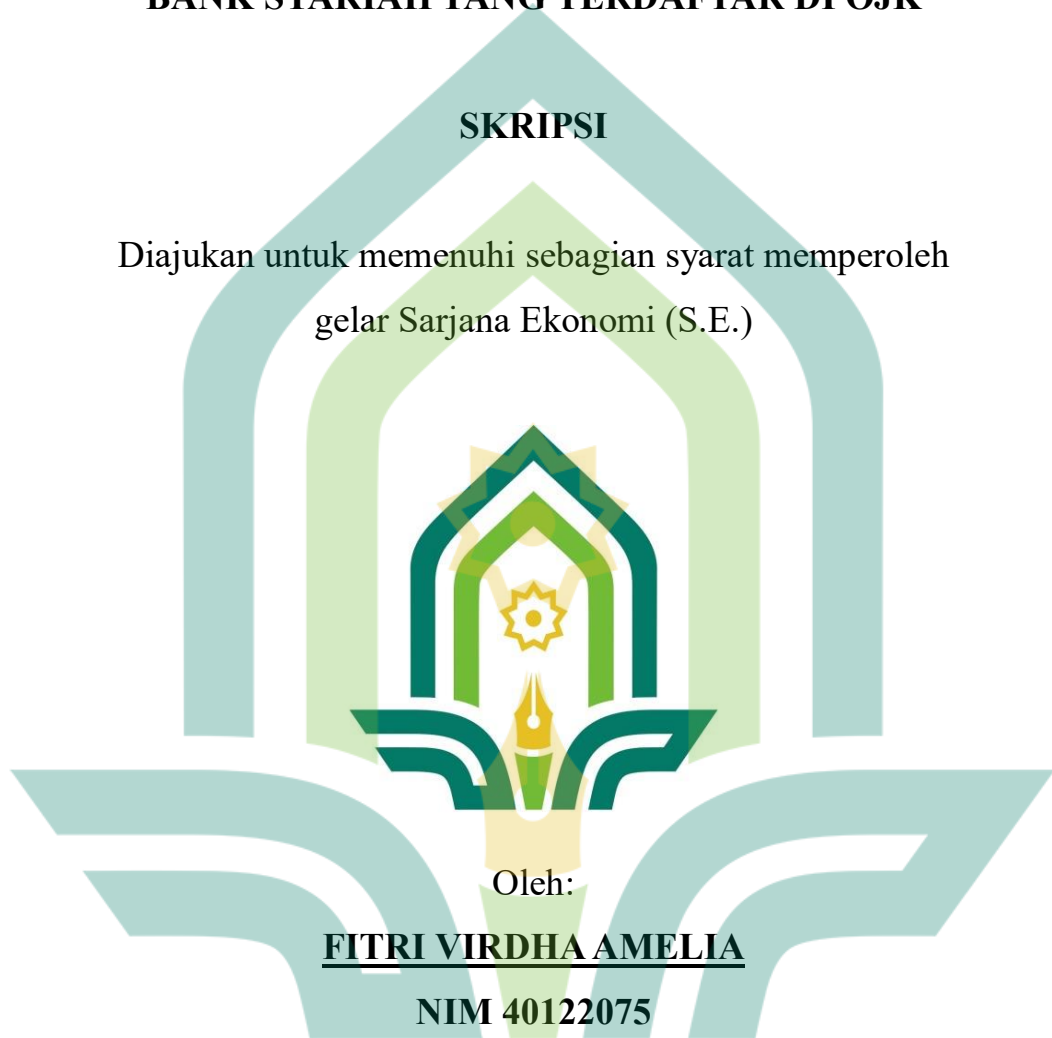 BANK SYARIAH YANG TERDAFTAR DI OJK
SKRIPSI
Diajukan untuk memenuhi sebagian syarat memperoleh
gelar Sarjana Ekonomi (S.E.)
Oleh:
FITRI VIRDHA AMELIA
NIM 40122075